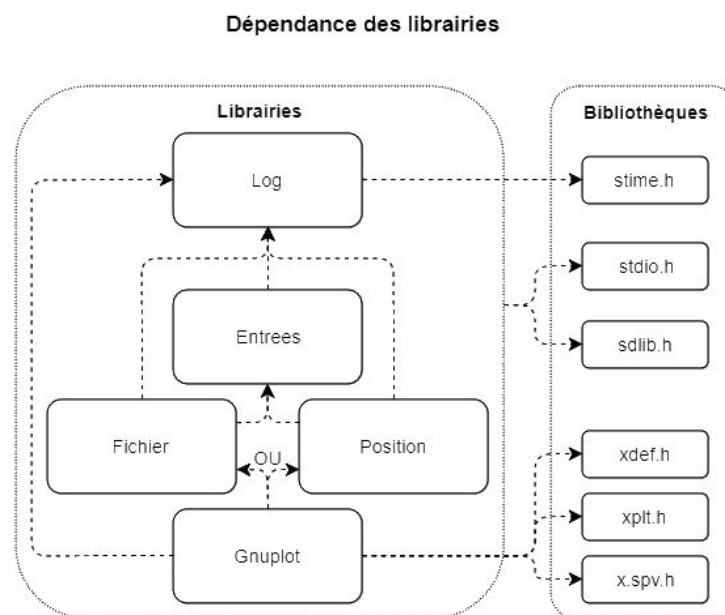 Dépendance des librairies
Librairies
Bibliothèques
Log
stime.h
stdio.h
Entrees
sdlib.h
Fichier
Position
OU
xdef.h
xplt.h
Gnuplot
x.spv.h